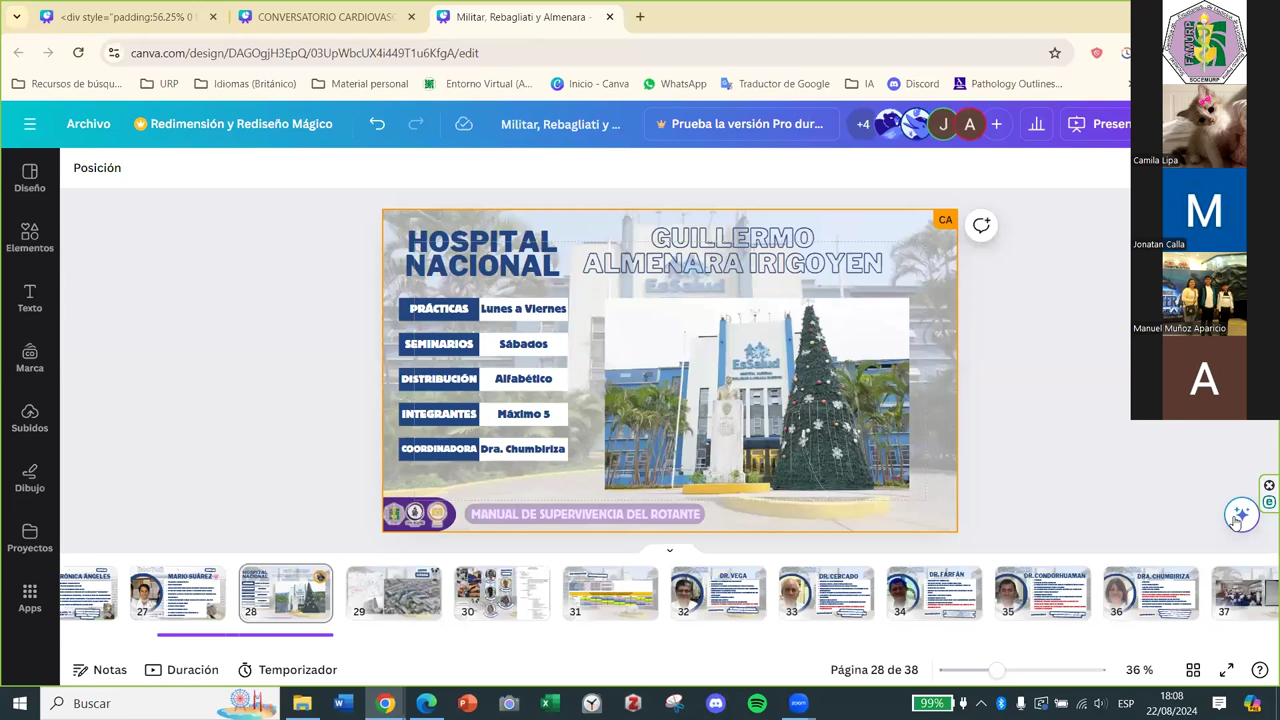 <div style="padding:56.25% 0
CONVERSATORIO CARDIOVASC
Militar, Rebagliati y Almenara -
canva.com/design/DAGOgjH3EpQ/03UpWbcUX4i449T1u6KfgA/edit
Recursos de búsqu...
URP
Idiomas (Británico)
Material personal
Entorno Virtual: A...
Inicio - Canva
WhatsApp
Traductor de Google
IA
Discord
Pathology Outlines...
Archivo
Redimensión y Rediseño Mágico
Militar, Rebagliati y ...
Prueba la versión Pro dur...
+4
J
A
Presen
Posición
Diseño
Elementos
Texto
Marca
Subidos
Dibujo
Proyectos
Apps
CA
HOSPITAL
NACIONAL
GUILLERMO
ALMENARA IRIGOYEN
PRÁCTICAS Lunes a Viernes
SEMINARIOS Sábados
DISTRIBUCIÓN Alfabético
INTEGRANTES Máximo 5
COORDINADORA Dra. Chumbiriza
EsSalud
MANUAL DE SUPERVIVENCIA DEL ROTANTE
FAMURP
SOCEMURP
Camila Lipa
M
Jonatan Calla
Manuel Muñoz Aparicio
A
RÓNICA ÁNGELES
27
MARIO SUÁREZ
28
HOSPITAL
NACIONAL
29
30
31
32
DR. VEGA
33
DR. CERCADO
34
DR. FARFÁN
35
DR. CONDORHUAMAN
36
DRA. CHUMBIRIZA
37
Notas
Duración
Temporizador
Página 28 de 38
36 %
Buscar
99%
ESP
18:08
22/08/2024